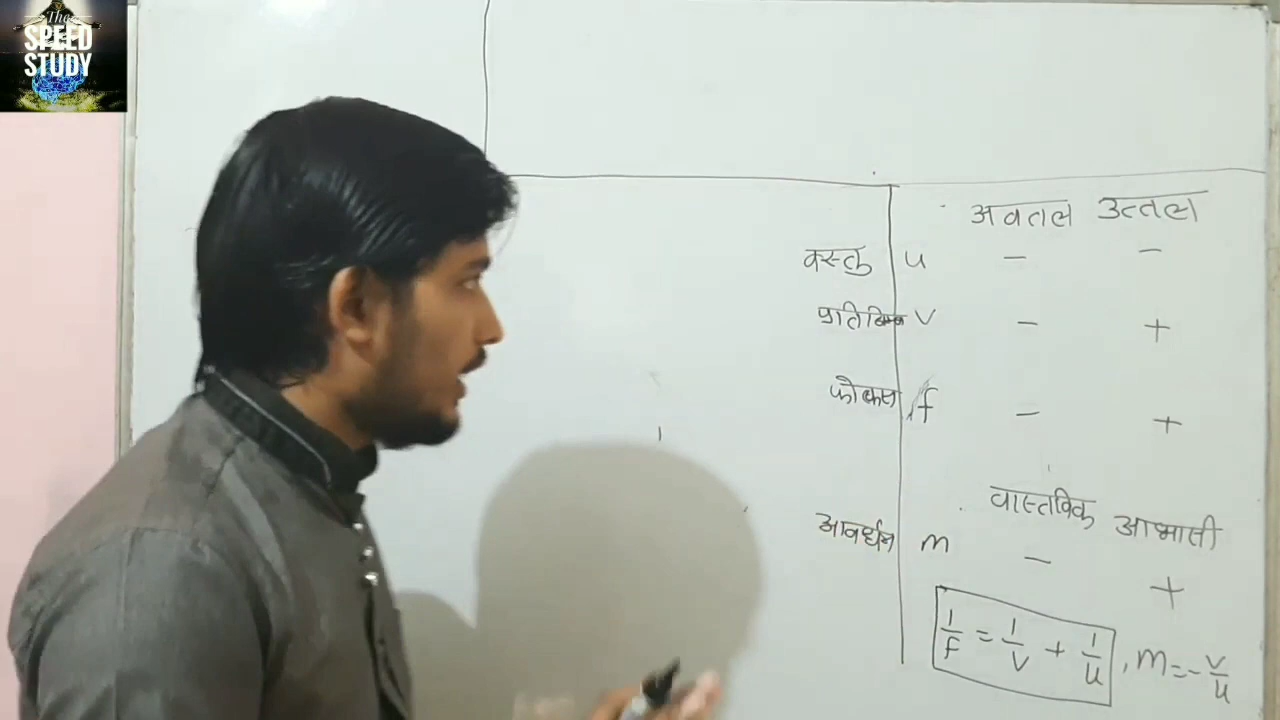 The
SPEED
STUDY
अवतल उत्तल
वस्तु u − −
प्रतिबिम्ब v − +
फोकस f − +
वास्तविक आभासी
आवर्धन m − +
1/f = 1/v + 1/u , m = -v/u